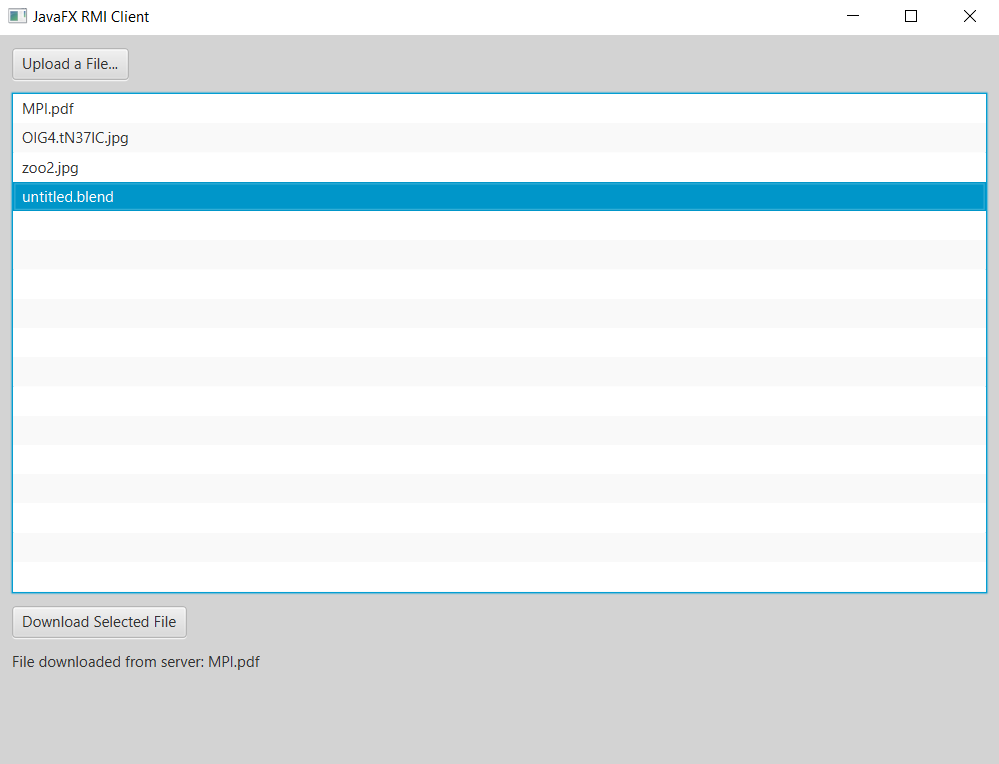 JavaFX RMI Client
Upload a File...
MPI.pdf
OIG4.tN37IC.jpg
zoo2.jpg
untitled.blend
Download Selected File
File downloaded from server: MPI.pdf